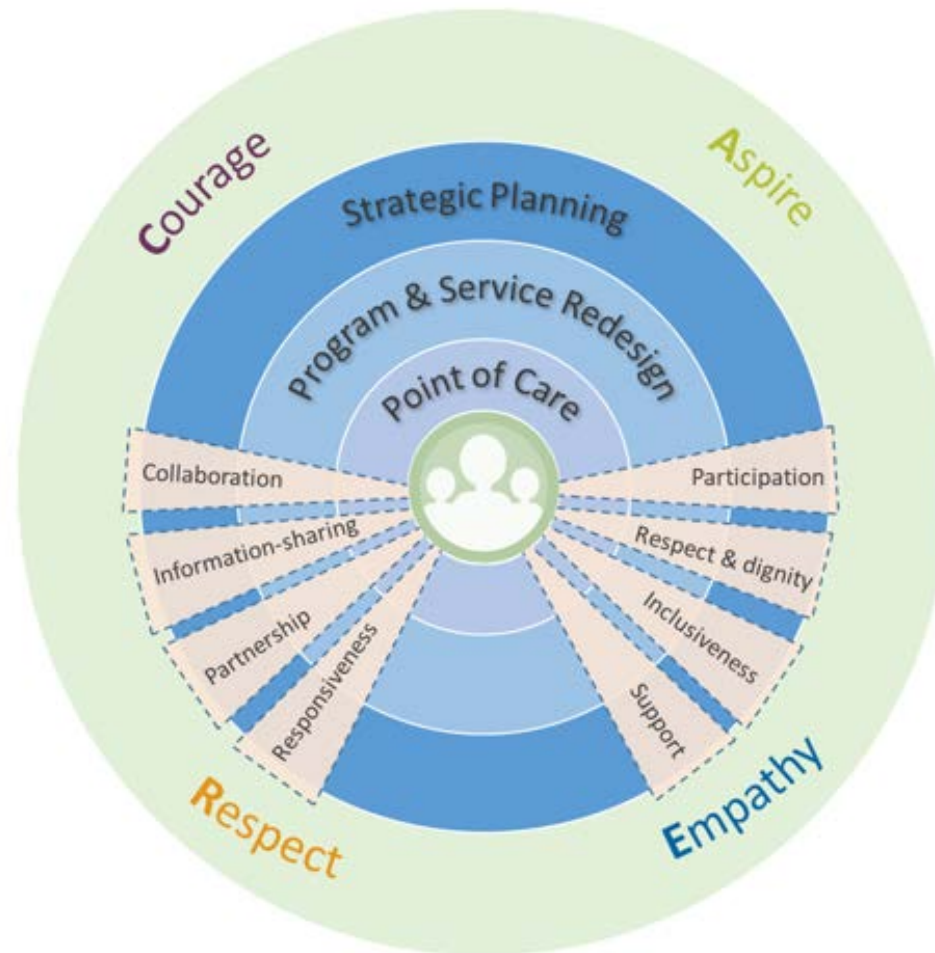 Courage
Aspire
Strategic Planning
Program & Service Redesign
Point of Care
Collaboration
Participation
Information-sharing
Respect & dignity
Partnership
Inclusiveness
Responsiveness
Support
Respect
Empathy